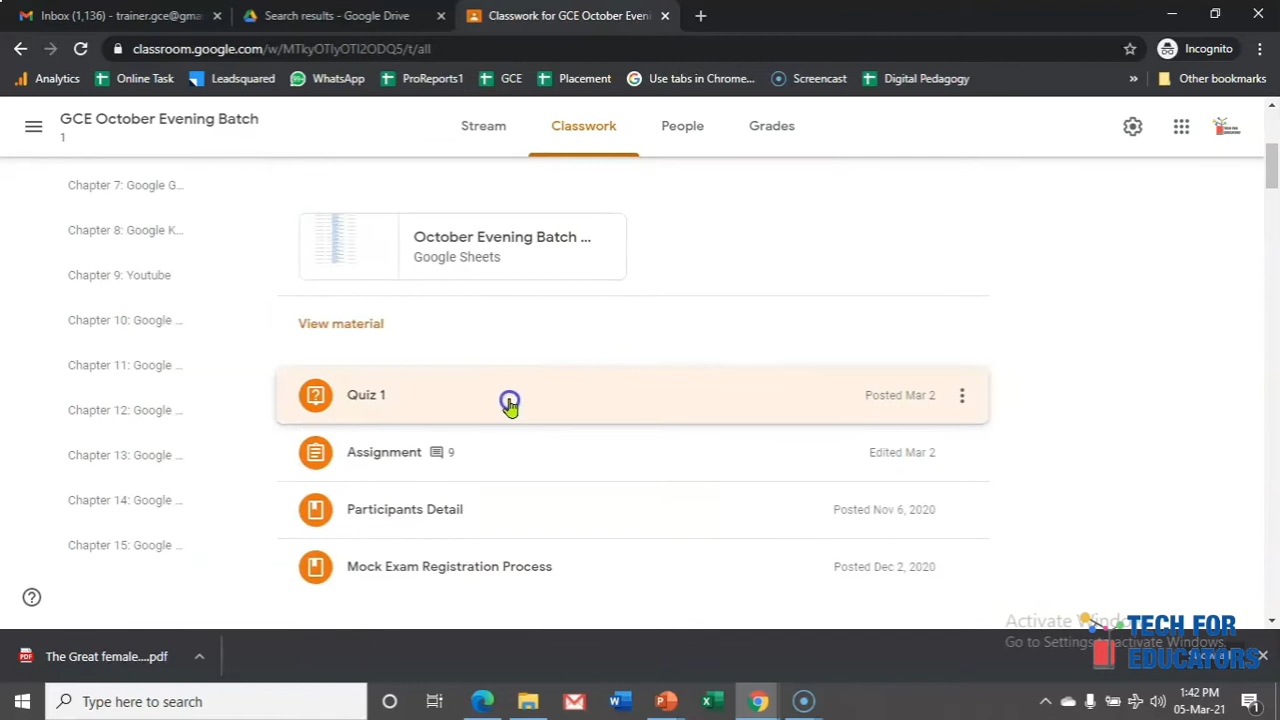 Inbox (1,136) - trainer.gce@gma
Search results - Google Drive
Classwork for GCE October Eveni
classroom.google.com/w/MTkyOTIyOTI2ODQ5/t/all
Incognito
Analytics
Online Task
Leadsquared
99+
WhatsApp
ProReports1
GCE
Placement
Use tabs in Chrome...
Screencast
Digital Pedagogy
Other bookmarks
GCE October Evening Batch
1
Stream
Classwork
People
Grades
Chapter 7: Google G...
Chapter 8: Google K...
Chapter 9: Youtube
Chapter 10: Google ...
Chapter 11: Google ...
Chapter 12: Google ...
Chapter 13: Google ...
Chapter 14: Google ...
Chapter 15: Google ...
October Evening Batch ...
Google Sheets
View material
Quiz 1
Posted Mar 2
Assignment
9
Edited Mar 2
Participants Detail
Posted Nov 6, 2020
Mock Exam Registration Process
Posted Dec 2, 2020
Activate
Go to Settings activate Windows.
TECH FOR
EDUCATORS
The Great female....pdf
Type here to search
1:42 PM
05-Mar-21